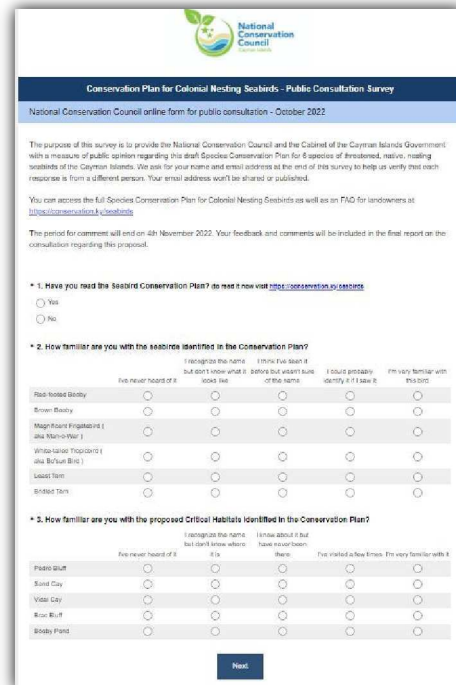 National
Conservation
Council
Cayman Islands
Conservation Plan for Colonial Nesting Seabirds - Public Consultation Survey
National Conservation Council online form for public consultation - October 2022
The purpose of this survey is to provide the National Conservation Council and the Cabinet of the Cayman Islands Government
with a measure of public opinion regarding this draft Species Conservation Plan for 6 species of threatened, native, nesting
seabirds of the Cayman Islands. We ask for your name and email address at the end of this survey to help us verify that each
response is from a different person. Your email address won't be shared or published.
You can access the full Species Conservation Plan for Colonial Nesting Seabirds as well as an FAQ for landowners at
https://conservation.ky/seabirds
The period for comment will end on 4th November 2022. Your feedback and comments will be included in the final report on the
consultation regarding this proposal.
* 1. Have you read the Seabird Conservation Plan? do read it now visit https://conservation.ky/seabirds
Yes
No
* 2. How familiar are you with the seabirds identified in the Conservation Plan?
I've never heard of it
I recognize the name
but don't know what it
looks like
I think I've seen it
before but wasn't sure
of the name
I could probably
identify it if I saw it
I'm very familiar with
this bird
Red-footed Booby
Brown Booby
Magnificent Frigatebird (
aka Man-o-War )
White-tailed Tropicbird (
aka Bo'sun Bird )
Least Tern
Bridled Tern
* 3. How familiar are you with the proposed Critical Habitats identified in the Conservation Plan?
I've never heard of it
I recognize the name
but don't know where
it is
I know about it but
have never been
there
I've visited a few times
I'm very familiar with it
Pedro Bluff
Sand Cay
Vidal Cay
Brac Bluff
Booby Pond
Next